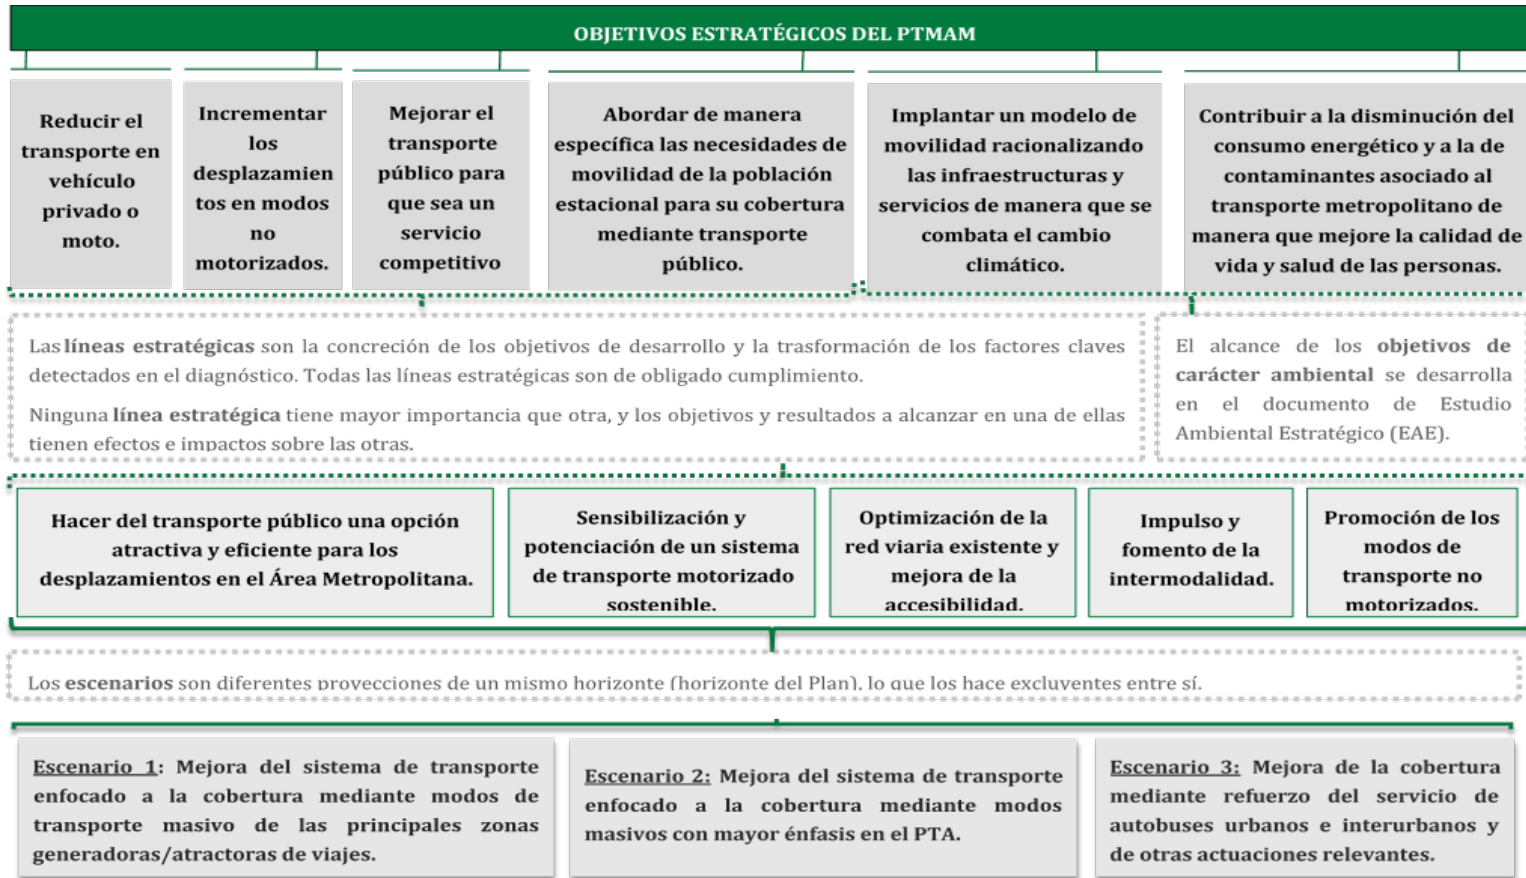 OBJETIVOS ESTRATÉGICOS DEL PTMAM
Reducir el
transporte en
vehículo
privado o
moto.
Incrementar
los
desplazamien
tos en modos
no
motorizados.
Mejorar el
transporte
público para
que sea un
servicio
competitivo
Abordar de manera
específica las necesidades de
movilidad de la población
estacional para su cobertura
mediante transporte
público.
Implantar un modelo de
movilidad racionalizando
las infraestructuras y
servicios de manera que se
combata el cambio
climático.
Contribuir a la disminución del
consumo energético y a la de
contaminantes asociado al
transporte metropolitano de
manera que mejore la calidad de
vida y salud de las personas.
Las líneas estratégicas son la concreción de los objetivos de desarrollo y la trasformación de los factores claves
detectados en el diagnóstico. Todas las líneas estratégicas son de obligado cumplimiento.
Ninguna línea estratégica tiene mayor importancia que otra, y los objetivos y resultados a alcanzar en una de ellas
tienen efectos e impactos sobre las otras.
El alcance de los objetivos de
carácter ambiental se desarrolla
en el documento de Estudio
Ambiental Estratégico (EAE).
Hacer del transporte público una opción
atractiva y eficiente para los
desplazamientos en el Área Metropolitana.
Sensibilización y
potenciación de un sistema
de transporte motorizado
sostenible.
Optimización de la
red viaria existente y
mejora de la
accesibilidad.
Impulso y
fomento de la
intermodalidad.
Promoción de los
modos de
transporte no
motorizados.
Los escenarios son diferentes proyecciones de un mismo horizonte (horizonte del Plan), lo que los hace excluyentes entre sí.
Escenario 1: Mejora del sistema de transporte
enfocado a la cobertura mediante modos de
transporte masivo de las principales zonas
generadoras/atractoras de viajes.
Escenario 2: Mejora del sistema de transporte
enfocado a la cobertura mediante modos
masivos con mayor énfasis en el PTA.
Escenario 3: Mejora de la cobertura
mediante refuerzo del servicio de
autobuses urbanos e interurbanos y
de otras actuaciones relevantes.